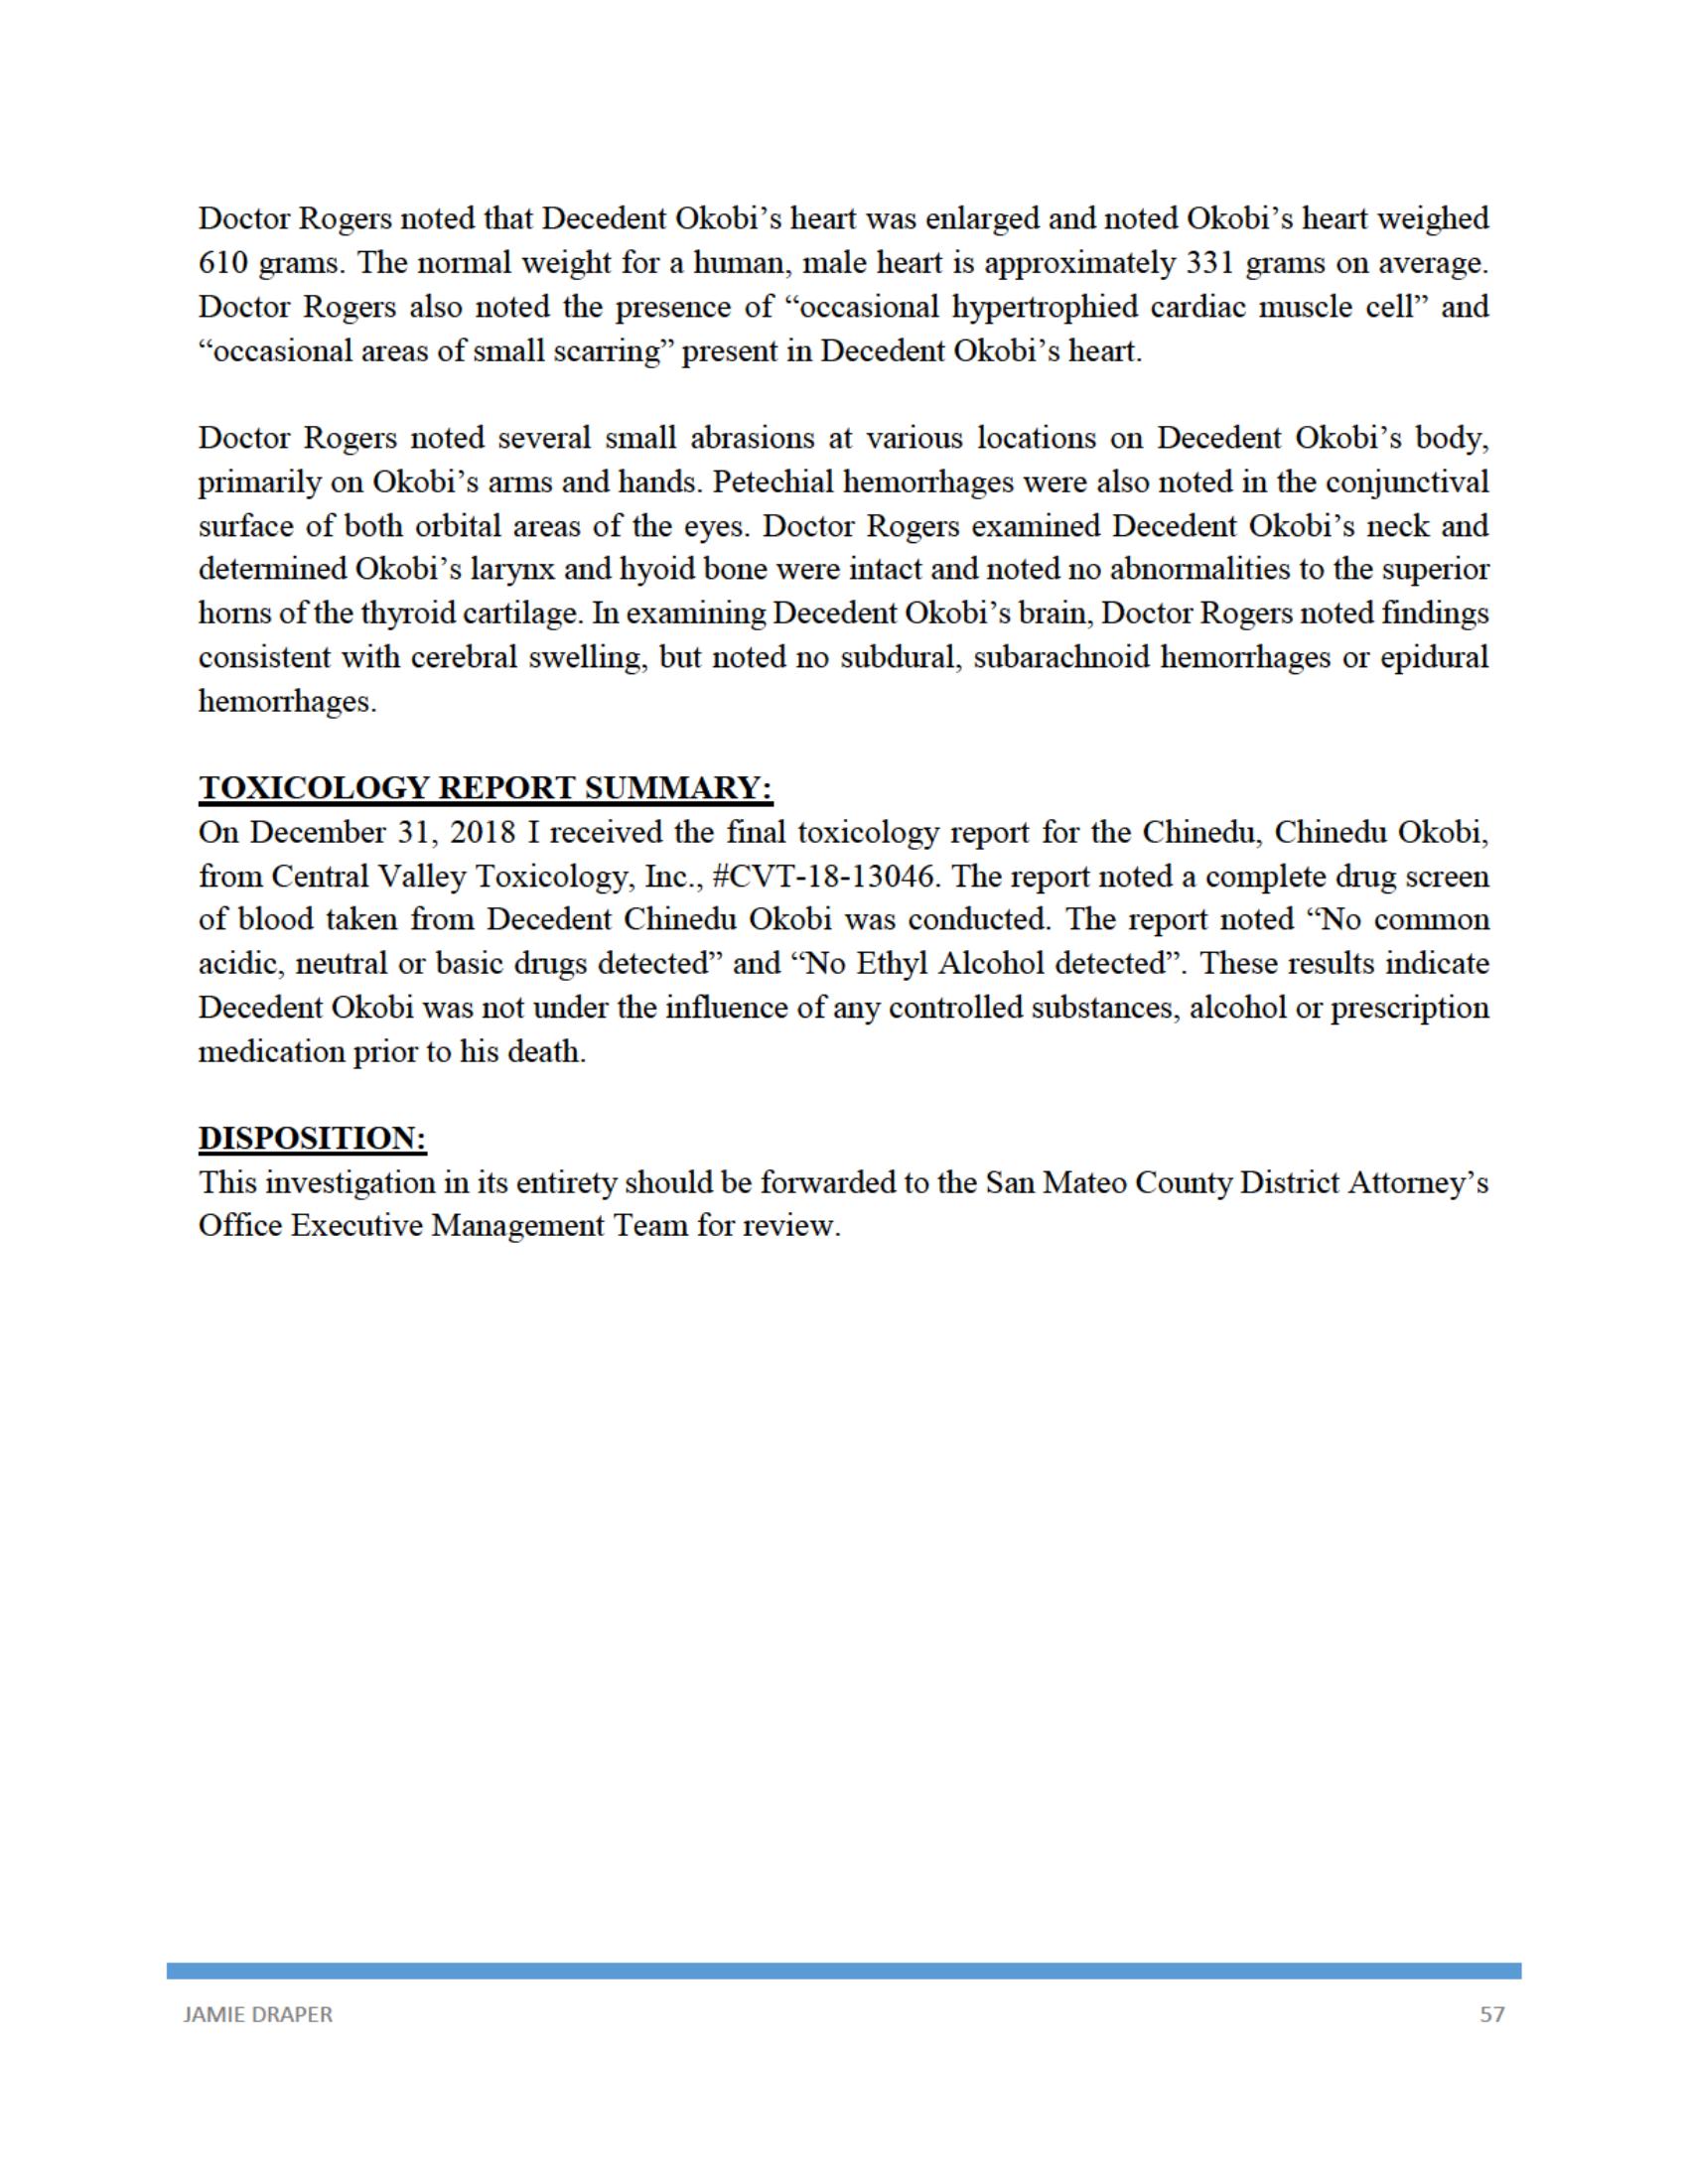 Doctor Rogers noted that Decedent Okobi’s heart was enlarged and noted Okobi’s heart weighed
610 grams. The normal weight for a human, male heart is approximately 331 grams on average.
Doctor Rogers also noted the presence of “occasional hypertrophied cardiac muscle cell” and
“occasional areas of small scarring” present in Decedent Okobi’s heart.
Doctor Rogers noted several small abrasions at various locations on Decedent Okobi’s body,
primarily on Okobi’s arms and hands. Petechial hemorrhages were also noted in the conjunctival
surface of both orbital areas of the eyes. Doctor Rogers examined Decedent Okobi’s neck and
determined Okobi’s larynx and hyoid bone were intact and noted no abnormalities to the superior
horns of the thyroid cartilage. In examining Decedent Okobi’s brain, Doctor Rogers noted findings
consistent with cerebral swelling, but noted no subdural, subarachnoid hemorrhages or epidural
hemorrhages.
TOXICOLOGY REPORT SUMMARY:
On December 31, 2018 I received the final toxicology report for the Chinedu, Chinedu Okobi,
from Central Valley Toxicology, Inc., #CVT-18-13046. The report noted a complete drug screen
of blood taken from Decedent Chinedu Okobi was conducted. The report noted “No common
acidic, neutral or basic drugs detected” and “No Ethyl Alcohol detected”. These results indicate
Decedent Okobi was not under the influence of any controlled substances, alcohol or prescription
medication prior to his death.
DISPOSITION:
This investigation in its entirety should be forwarded to the San Mateo County District Attorney’s
Office Executive Management Team for review.
JAMIE DRAPER 57